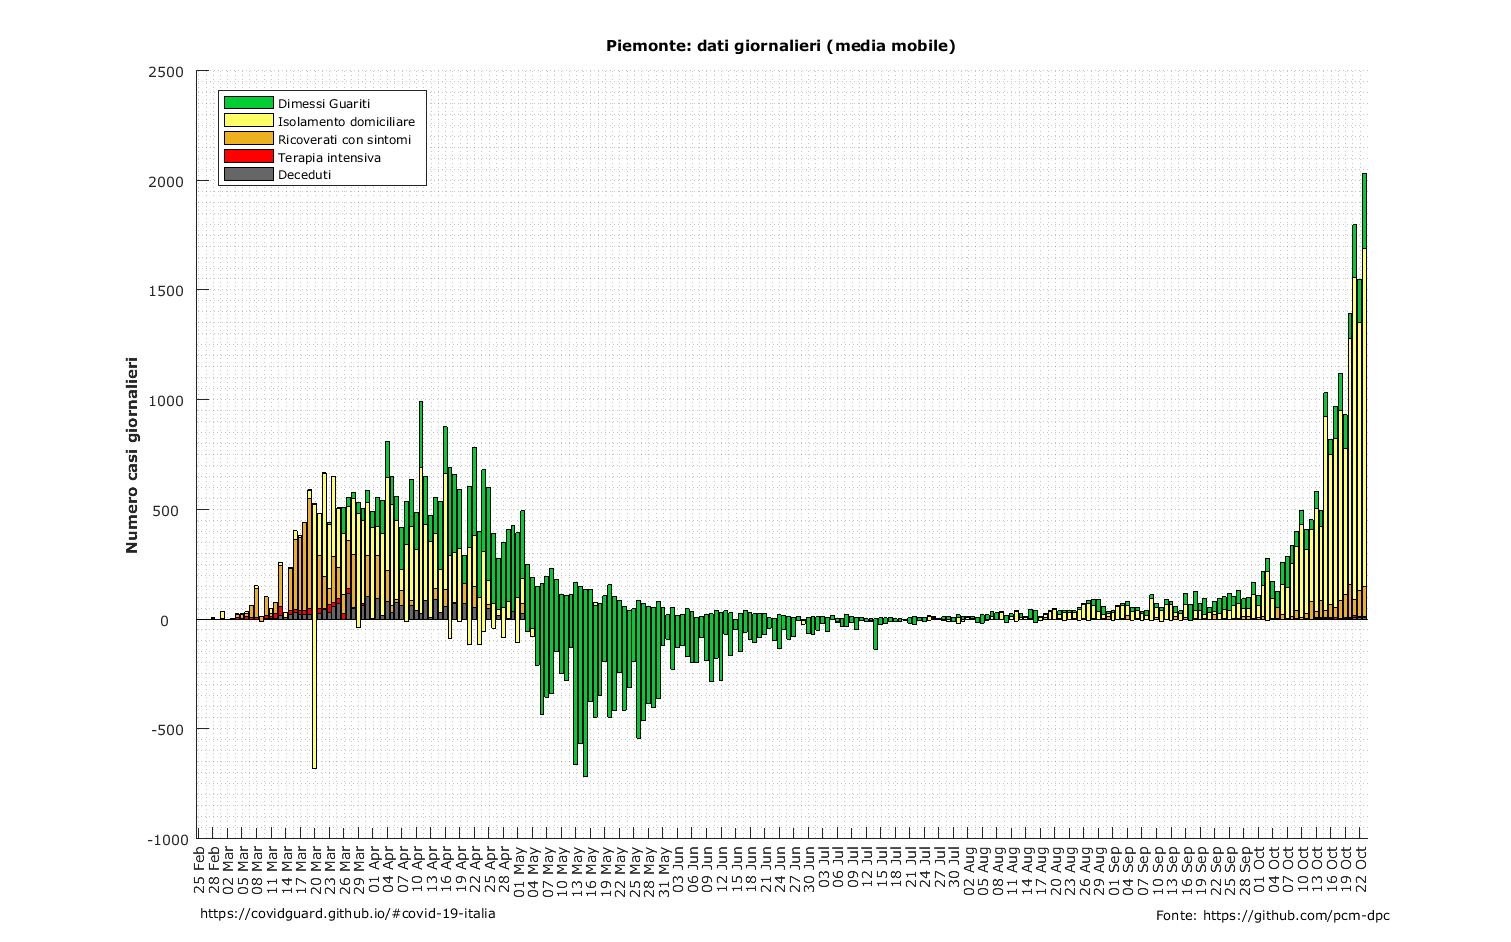 Piemonte: dati giornalieri (media mobile)
2500
2000
1500
1000
500
0
-500
-1000
Numero casi giornalieri
Dimessi Guariti
Isolamento domiciliare
Ricoverati con sintomi
Terapia intensiva
Deceduti
25 Feb
28 Feb
02 Mar
05 Mar
08 Mar
11 Mar
14 Mar
17 Mar
20 Mar
23 Mar
26 Mar
29 Mar
01 Apr
04 Apr
07 Apr
10 Apr
13 Apr
16 Apr
19 Apr
22 Apr
25 Apr
28 Apr
01 May
04 May
07 May
10 May
13 May
16 May
19 May
22 May
25 May
28 May
31 May
03 Jun
06 Jun
09 Jun
12 Jun
15 Jun
18 Jun
21 Jun
24 Jun
27 Jun
30 Jun
03 Jul
06 Jul
09 Jul
12 Jul
15 Jul
18 Jul
21 Jul
24 Jul
27 Jul
30 Jul
02 Aug
05 Aug
08 Aug
11 Aug
14 Aug
17 Aug
20 Aug
23 Aug
26 Aug
29 Aug
01 Sep
04 Sep
07 Sep
10 Sep
13 Sep
16 Sep
19 Sep
22 Sep
25 Sep
28 Sep
01 Oct
04 Oct
07 Oct
10 Oct
13 Oct
16 Oct
19 Oct
22 Oct
https://covidguard.github.io/#covid-19-italia
Fonte: https://github.com/pcm-dpc